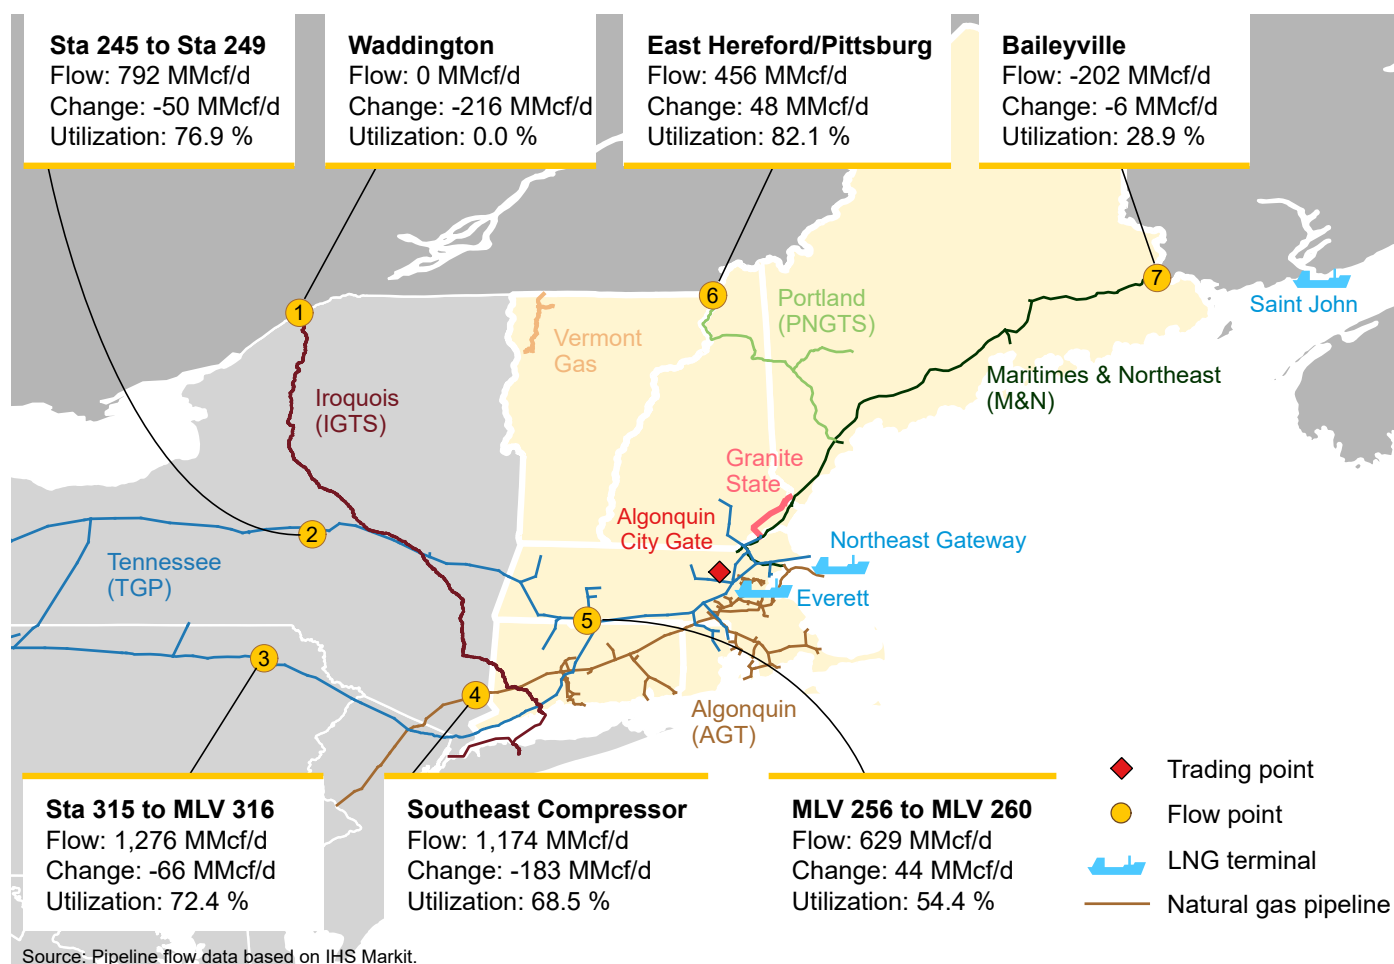 Sta 245 to Sta 249
Flow: 792 MMcf/d
Change: -50 MMcf/d
Utilization: 76.9 %
Waddington
Flow: 0 MMcf/d
Change: -216 MMcf/d
Utilization: 0.0 %
East Hereford/Pittsburg
Flow: 456 MMcf/d
Change: 48 MMcf/d
Utilization: 82.1 %
Baileyville
Flow: -202 MMcf/d
Change: -6 MMcf/d
Utilization: 28.9 %
1
6
7
Saint John
Portland
(PNGTS)
Vermont
Gas
Maritimes & Northeast
(M&N)
Iroquois
(IGTS)
Granite
State
Algonquin
City Gate
2
Northeast Gateway
Tennessee
(TGP)
Everett
5
3
4
Algonquin
(AGT)
Sta 315 to MLV 316
Flow: 1,276 MMcf/d
Change: -66 MMcf/d
Utilization: 72.4 %
Southeast Compressor
Flow: 1,174 MMcf/d
Change: -183 MMcf/d
Utilization: 68.5 %
MLV 256 to MLV 260
Flow: 629 MMcf/d
Change: 44 MMcf/d
Utilization: 54.4 %
Trading point
Flow point
LNG terminal
Natural gas pipeline
Source: Pipeline flow data based on IHS Markit.